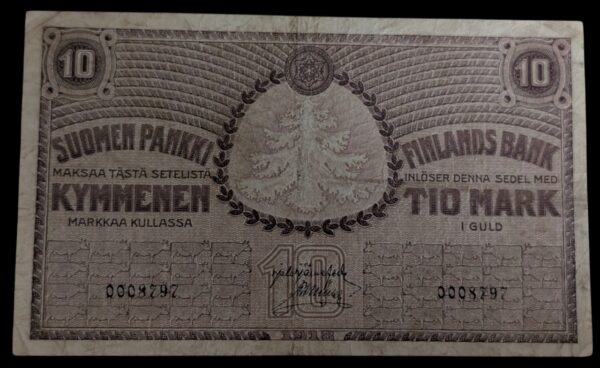 10
10
SUOMEN PANKKI
MAKSAA TÄSTÄ SETELISTÄ
KYMMENEN
MARKKAA KULLASSA
FINLANDS BANK
INLÖSER DENNA SEDEL MED
TIO MARK
I GULD
10
0008797
0008797
1918